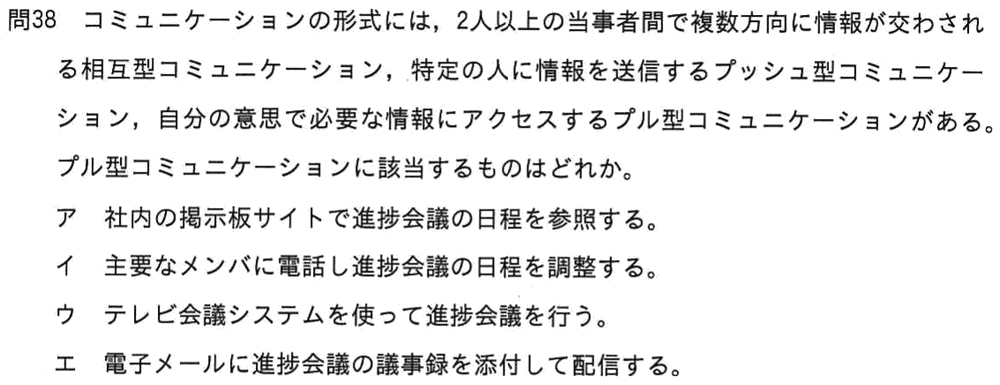 問38　コミュニケーションの形式には，2人以上の当事者間で複数方向に情報が交わされ
る相互型コミュニケーション，特定の人に情報を送信するプッシュ型コミュニケー
ション，自分の意思で必要な情報にアクセスするプル型コミュニケーションがある。
プル型コミュニケーションに該当するものはどれか。
ア　社内の掲示板サイトで進捗会議の日程を参照する。
イ　主要なメンバに電話し進捗会議の日程を調整する。
ウ　テレビ会議システムを使って進捗会議を行う。
エ　電子メールに進捗会議の議事録を添付して配信する。